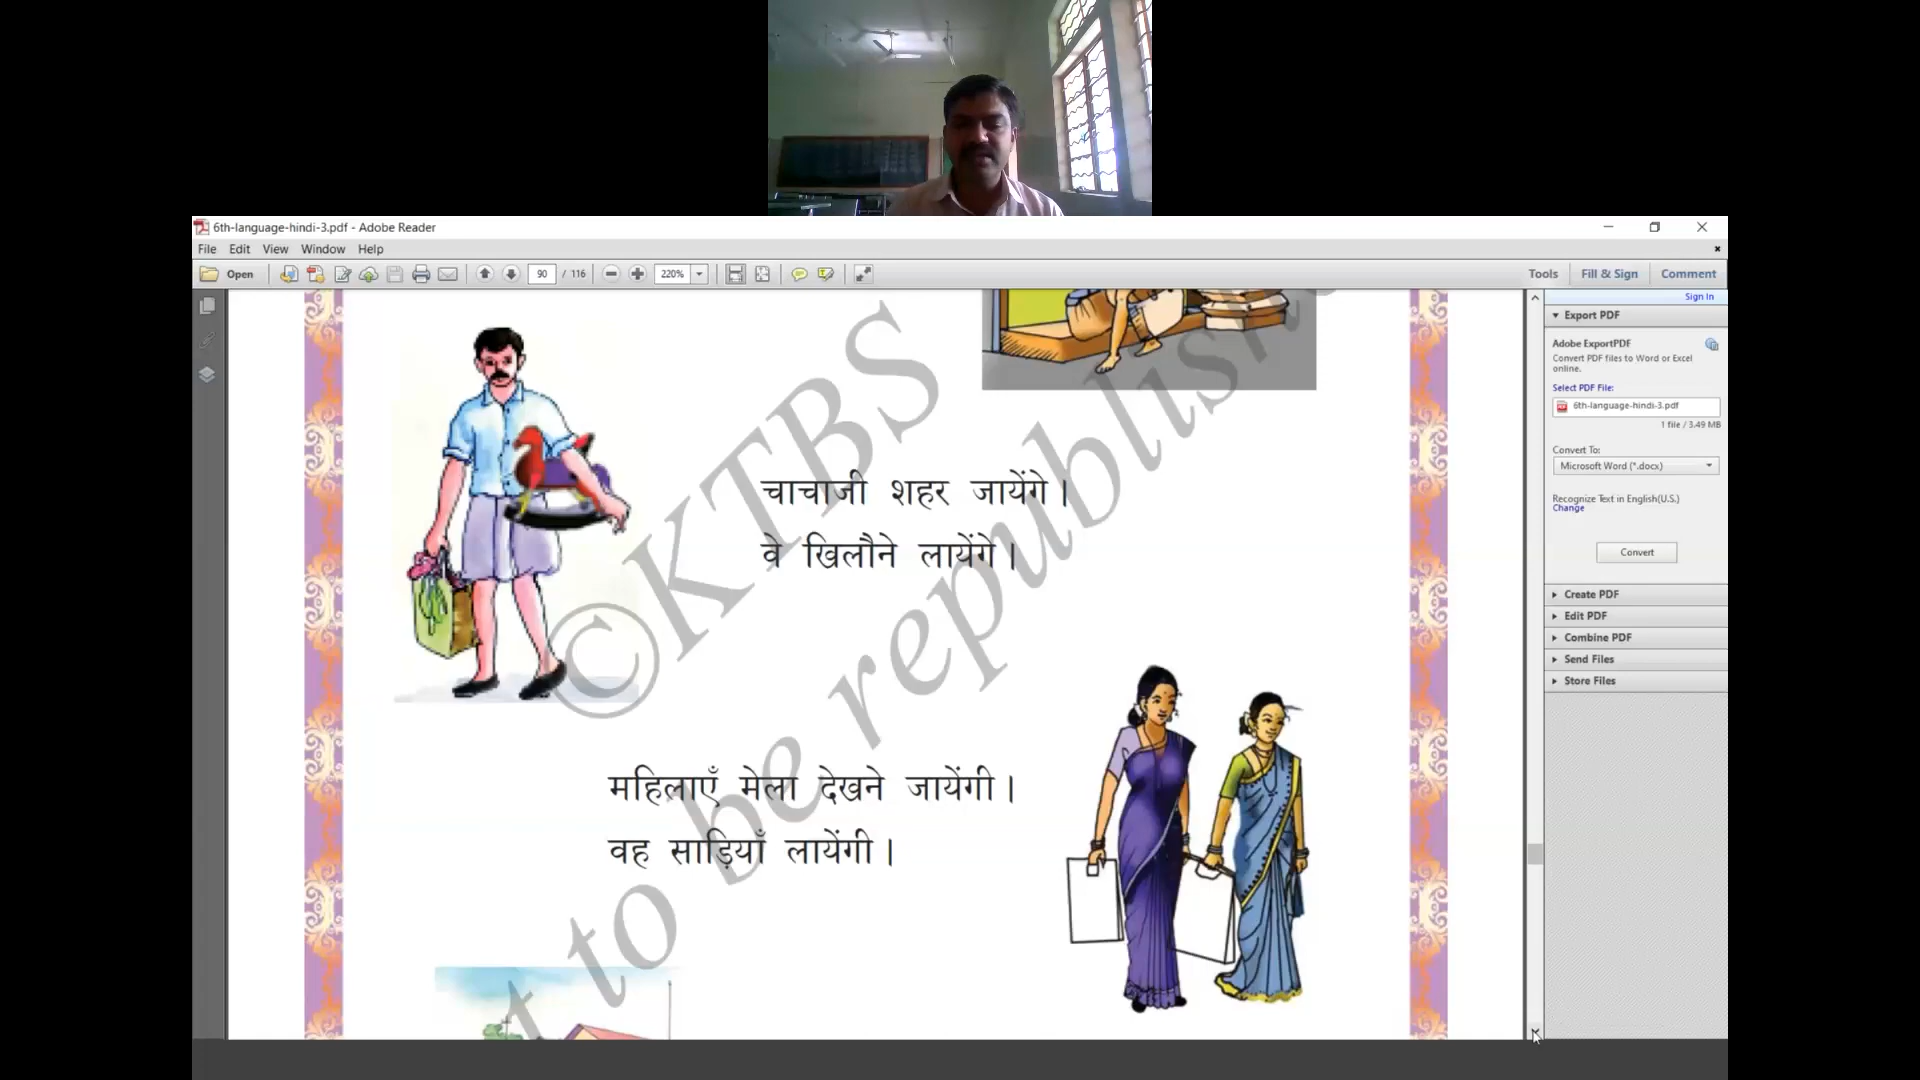 6th-language-hindi-3.pdf - Adobe Reader
File Edit View Window Help
Open 90 / 116 220% Tools Fill & Sign Comment
Sign In
Export PDF
Adobe ExportPDF
Convert PDF files to Word or Excel
online.
Select PDF File:
6th-language-hindi-3.pdf
1 file / 3.49 MB
Convert To:
Microsoft Word (*.docx)
Recognize Text in English(U.S.)
Change
Convert
Create PDF
Edit PDF
Combine PDF
Send Files
Store Files
चाचाजी शहर जायेंगे।
वे खिलौने लायेंगे।
महिलाएँ मेला देखने जायेंगी।
वह साड़ियाँ लायेंगी।
©KTBS
to be republis